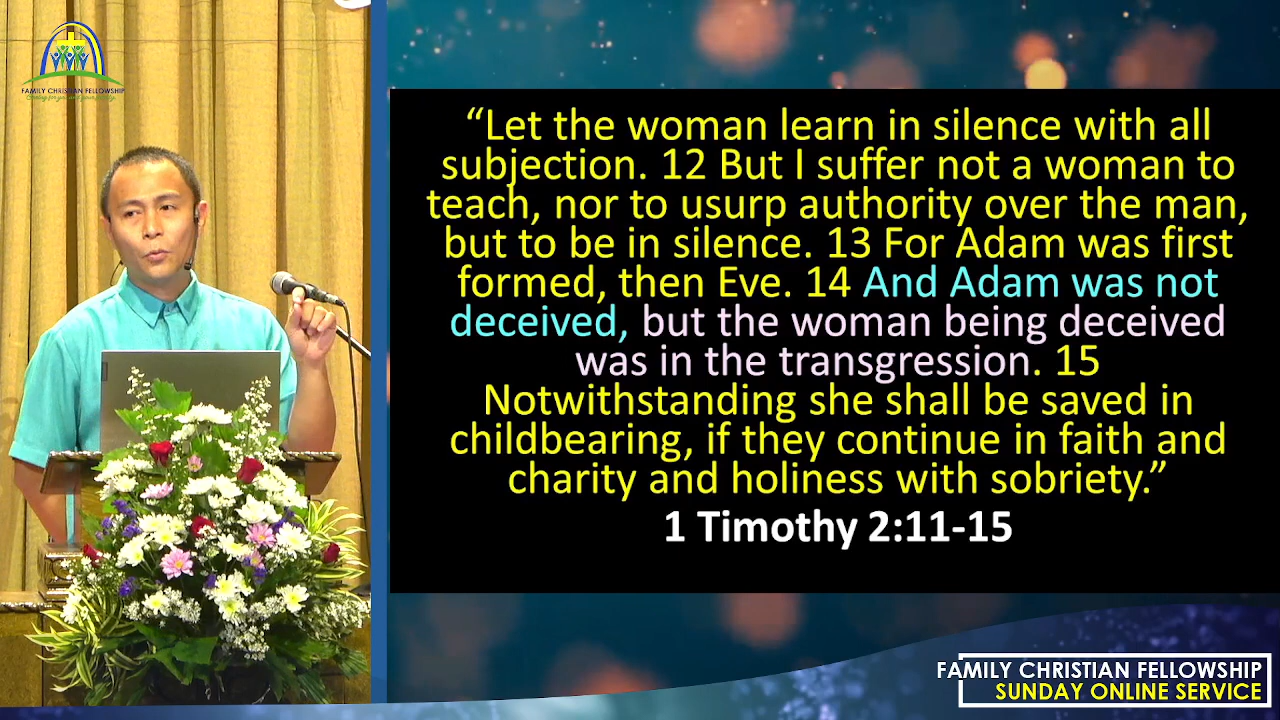 FAMILY CHRISTIAN FELLOWSHIP
“Let the woman learn in silence with all
subjection. 12 But I suffer not a woman to
teach, nor to usurp authority over the man,
but to be in silence. 13 For Adam was first
formed, then Eve. 14 And Adam was not
deceived, but the woman being deceived
was in the transgression. 15
Notwithstanding she shall be saved in
childbearing, if they continue in faith and
charity and holiness with sobriety.”
1 Timothy 2:11-15
FAMILY CHRISTIAN FELLOWSHIP
SUNDAY ONLINE SERVICE